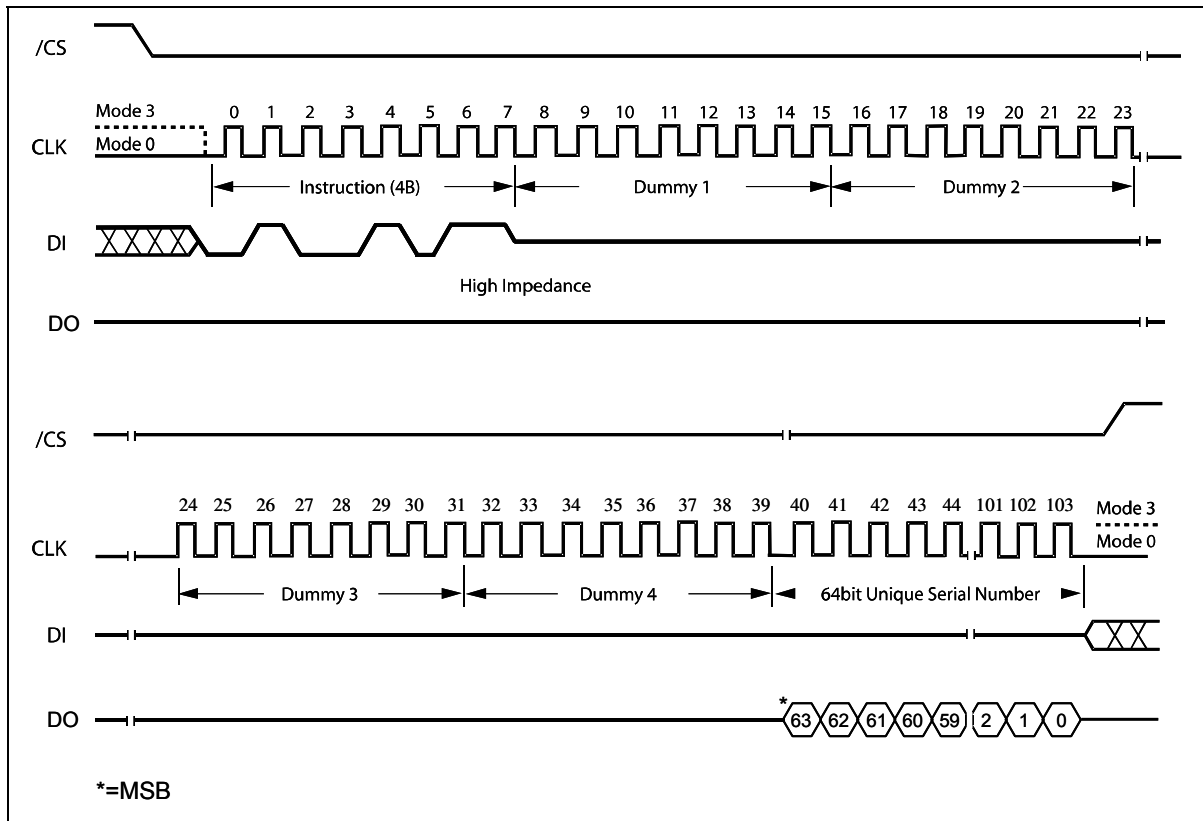 /CS
Mode 3
0 1 2 3 4 5 6 7 8 9 10 11 12 13 14 15 16 17 18 19 20 21 22 23
CLK
Mode 0
Instruction (4B)
Dummy 1
Dummy 2
DI
High Impedance
DO
/CS
24 25 26 27 28 29 30 31 32 33 34 35 36 37 38 39 40 41 42 43 44 101 102 103
Mode 3
CLK
Mode 0
Dummy 3
Dummy 4
64bit Unique Serial Number
DI
*
DO
63 62 61 60 59 2 1 0
*=MSB